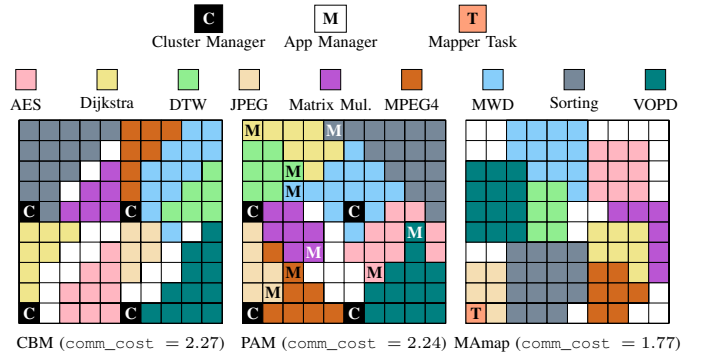 C M T
Cluster Manager App Manager Mapper Task
AES Dijkstra DTW JPEG Matrix Mul. MPEG4 MWD Sorting VOPD
M M
M
M
C C C C
M
M
M M
M
C C C C T
CBM (comm_cost = 2.27) PAM (comm_cost = 2.24) MAmap (comm_cost = 1.77)